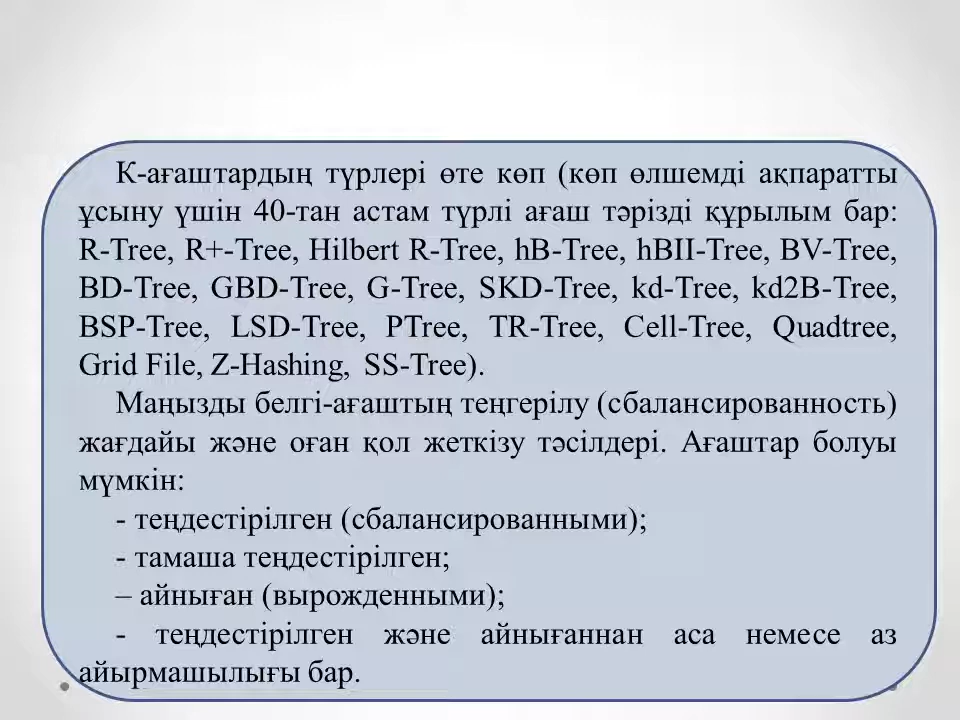 К-ағаштардың түрлері өте көп (көп өлшемді ақпаратты
ұсыну үшін 40-тан астам түрлі ағаш тәрізді құрылым бар:
R-Tree, R+-Tree, Hilbert R-Tree, hB-Tree, hBII-Tree, BV-Tree,
BD-Tree, GBD-Tree, G-Tree, SKD-Tree, kd-Tree, kd2B-Tree,
BSP-Tree, LSD-Tree, PTree, TR-Tree, Cell-Tree, Quadtree,
Grid File, Z-Hashing, SS-Tree).
Маңызды белгі-ағаштың теңгерілу (сбалансированность)
жағдайы және оған қол жеткізу тәсілдері. Ағаштар болуы
мүмкін:
- теңдестірілген (сбалансированными);
- тамаша теңдестірілген;
– айныған (вырожденными);
- теңдестірілген және айнығаннан аса немесе аз
айырмашылығы бар.